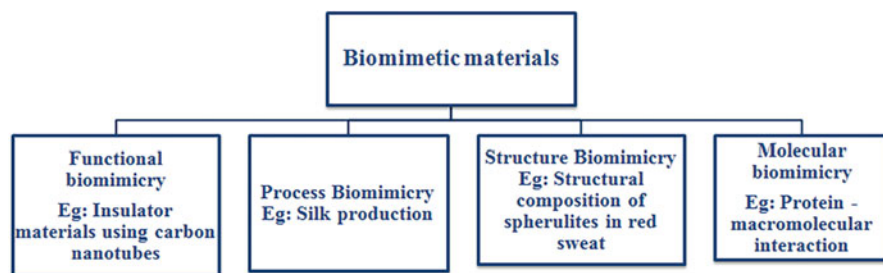 Biomimetic materials
Functional
biomimicry
Eg: Insulator
materials using carbon
nanotubes
Process Biomimicry
Eg: Silk production
Structure Biomimicry
Eg: Structural
composition of
spherulites in red
sweat
Molecular
biomimicry
Eg: Protein -
macromolecular
interaction